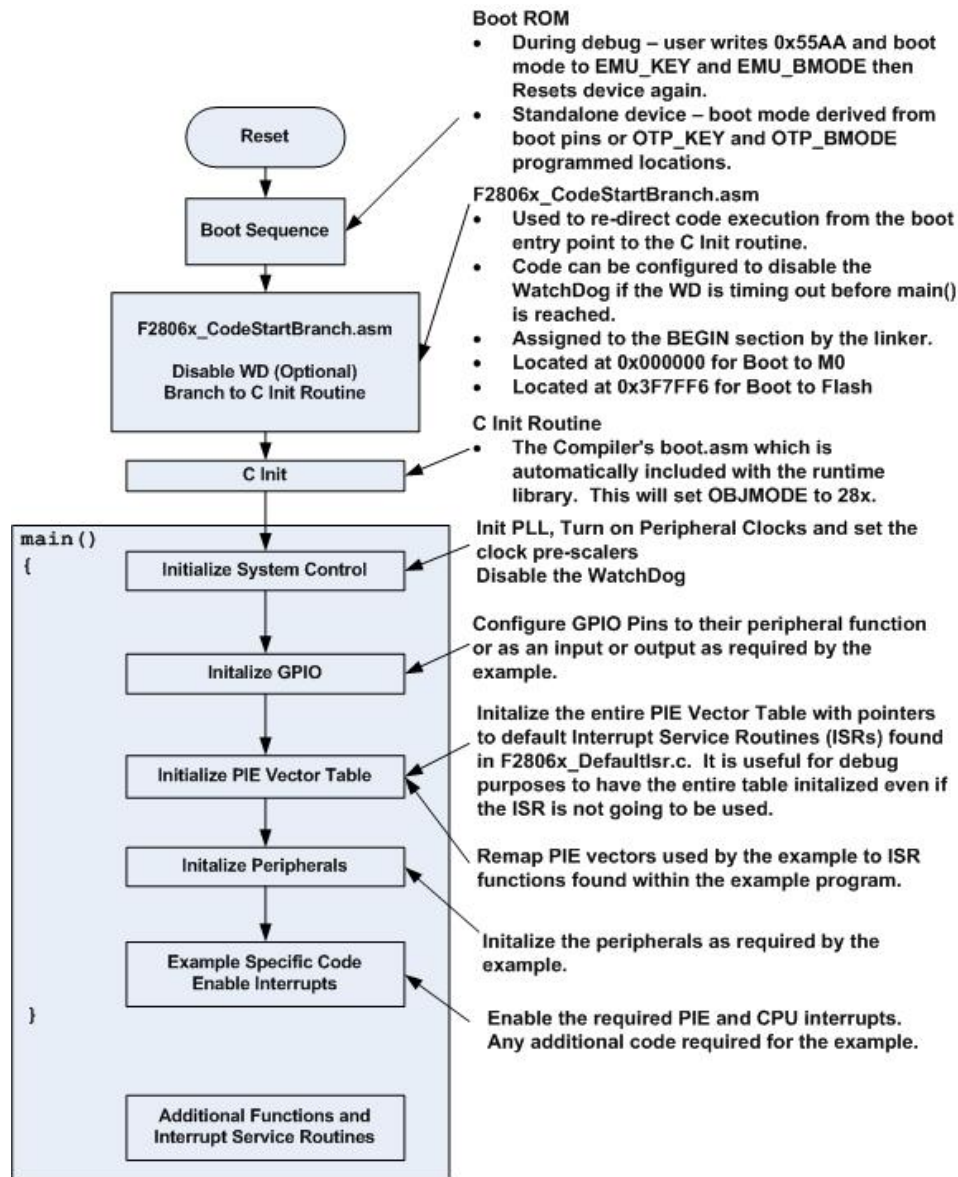 Boot ROM
• During debug – user writes 0x55AA and boot
mode to EMU_KEY and EMU_BMODE then
Resets device again.
• Standalone device – boot mode derived from
boot pins or OTP_KEY and OTP_BMODE
programmed locations.
Reset
Boot Sequence
F2806x_CodeStartBranch.asm
• Used to re-direct code execution from the boot
entry point to the C Init routine.
• Code can be configured to disable the
WatchDog if the WD is timing out before main()
is reached.
• Assigned to the BEGIN section by the linker.
• Located at 0x000000 for Boot to M0
• Located at 0x3F7FF6 for Boot to Flash
F2806x_CodeStartBranch.asm
Disable WD (Optional)
Branch to C Init Routine
C Init Routine
• The Compiler's boot.asm which is
automatically included with the runtime
library. This will set OBJMODE to 28x.
C Init
main()
{
Initialize System Control
Init PLL, Turn on Peripheral Clocks and set the
clock pre-scalers
Disable the WatchDog
Initalize GPIO
Configure GPIO Pins to their peripheral function
or as an input or output as required by the
example.
Initialize PIE Vector Table
Initalize the entire PIE Vector Table with pointers
to default Interrupt Service Routines (ISRs) found
in F2806x_DefaultIsr.c. It is useful for debug
purposes to have the entire table initalized even if
the ISR is not going to be used.
Remap PIE vectors used by the example to ISR
functions found within the example program.
Initalize Peripherals
Initalize the peripherals as required by the
example.
Example Specific Code
Enable Interrupts
Enable the required PIE and CPU interrupts.
Any additional code required for the example.
}
Additional Functions and
Interrupt Service Routines